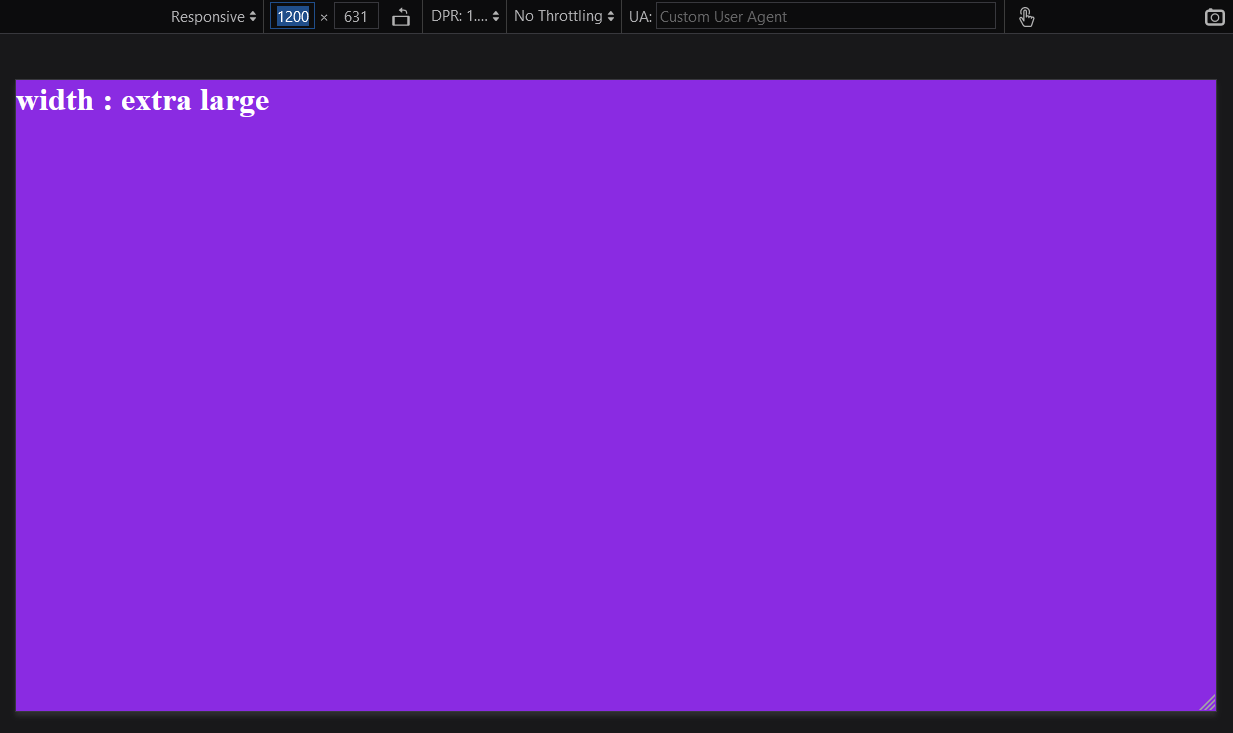 Responsive 1200 × 631 DPR: 1.... No Throttling UA: Custom User Agent
width : extra large